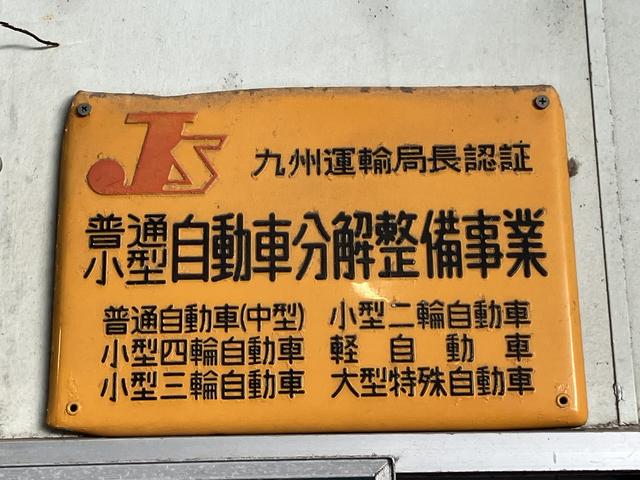 JS 九州運輸局長認証
普通
小型 自動車分解整備事業
普通自動車(中型) 小型二輪自動車
小型四輪自動車 軽自動車
小型三輪自動車 大型特殊自動車